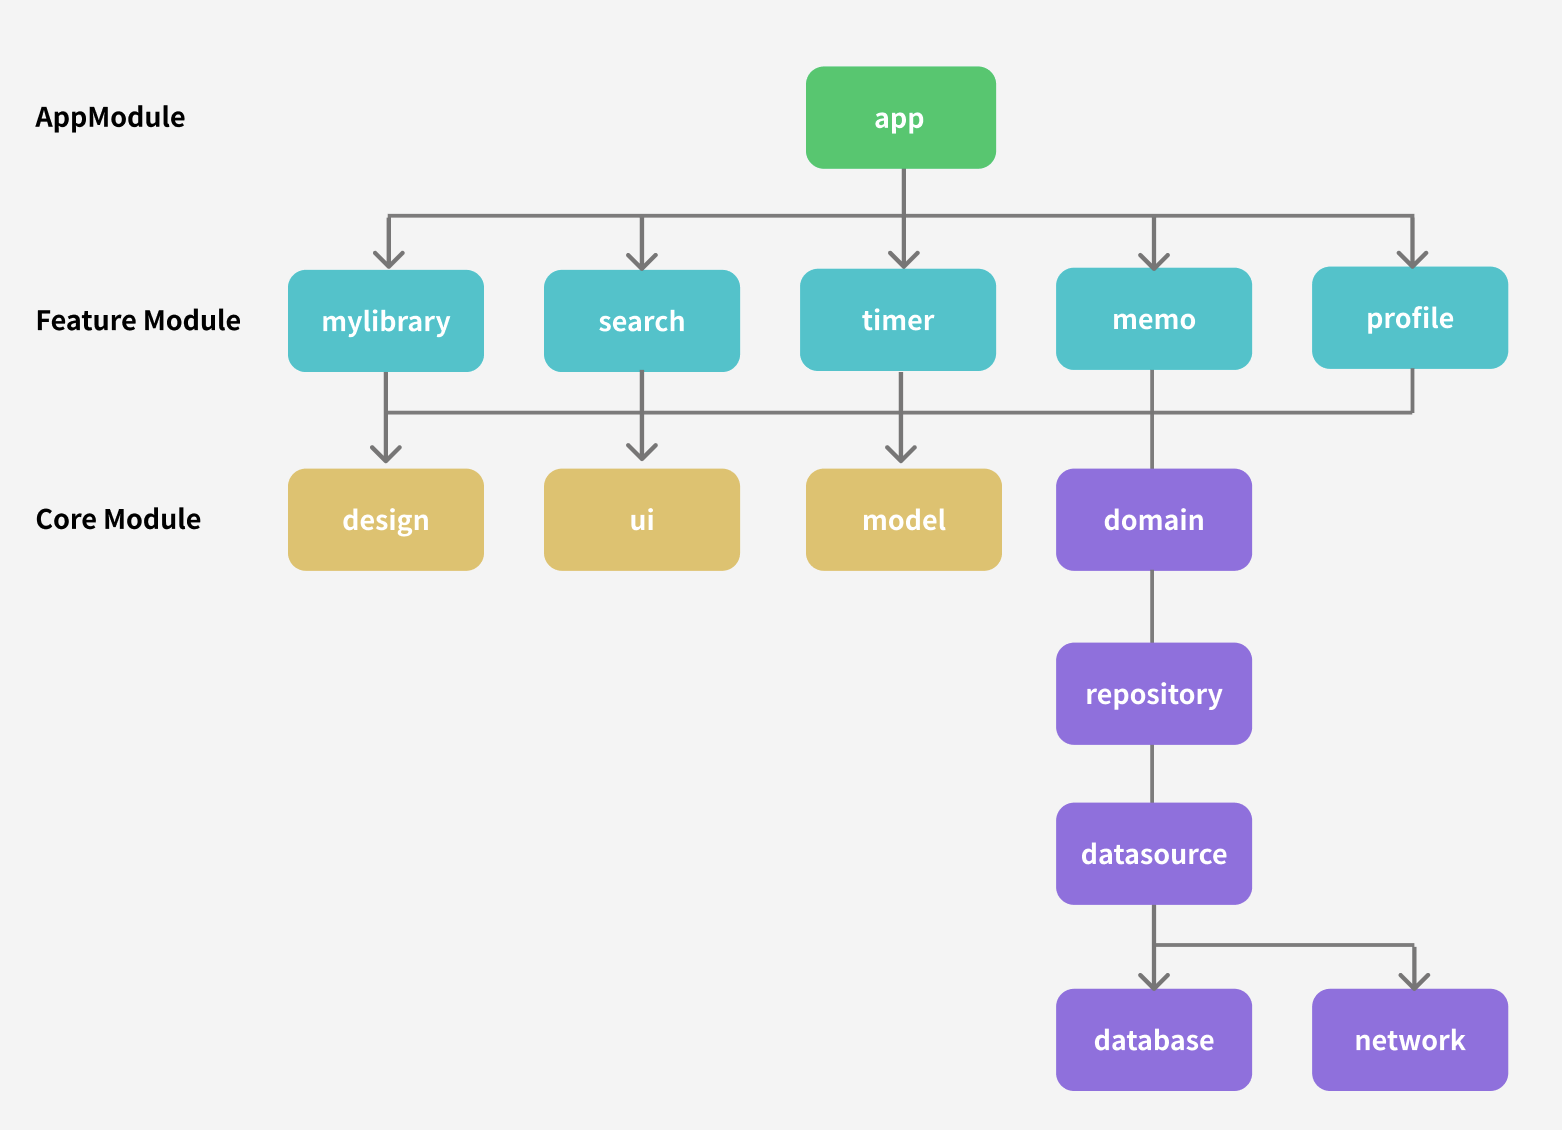 AppModule
app
Feature Module
mylibrary
search
timer
memo
profile
Core Module
design
ui
model
domain
repository
datasource
database
network